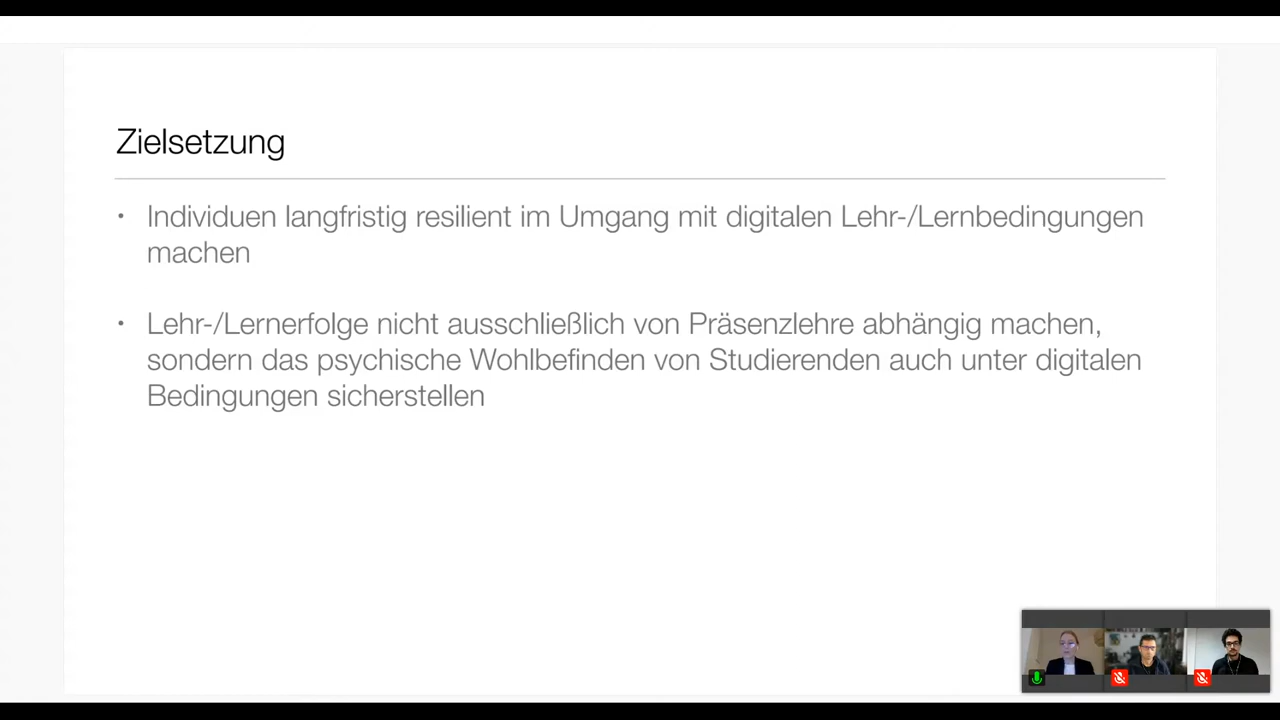 Zielsetzung
• Individuen langfristig resilient im Umgang mit digitalen Lehr-/Lernbedingungen
machen
• Lehr-/Lernerfolge nicht ausschließlich von Präsenzlehre abhängig machen,
sondern das psychische Wohlbefinden von Studierenden auch unter digitalen
Bedingungen sicherstellen